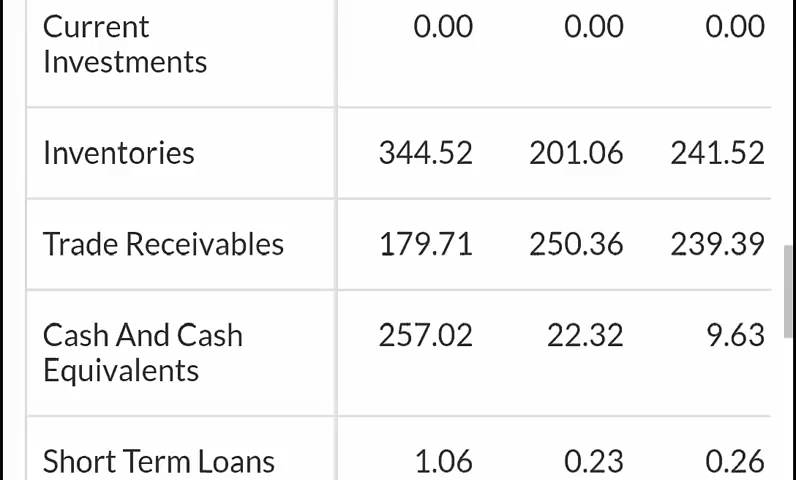 Current Investments 0.00 0.00 0.00
Inventories 344.52 201.06 241.52
Trade Receivables 179.71 250.36 239.39
Cash And Cash Equivalents 257.02 22.32 9.63
Short Term Loans 1.06 0.23 0.26